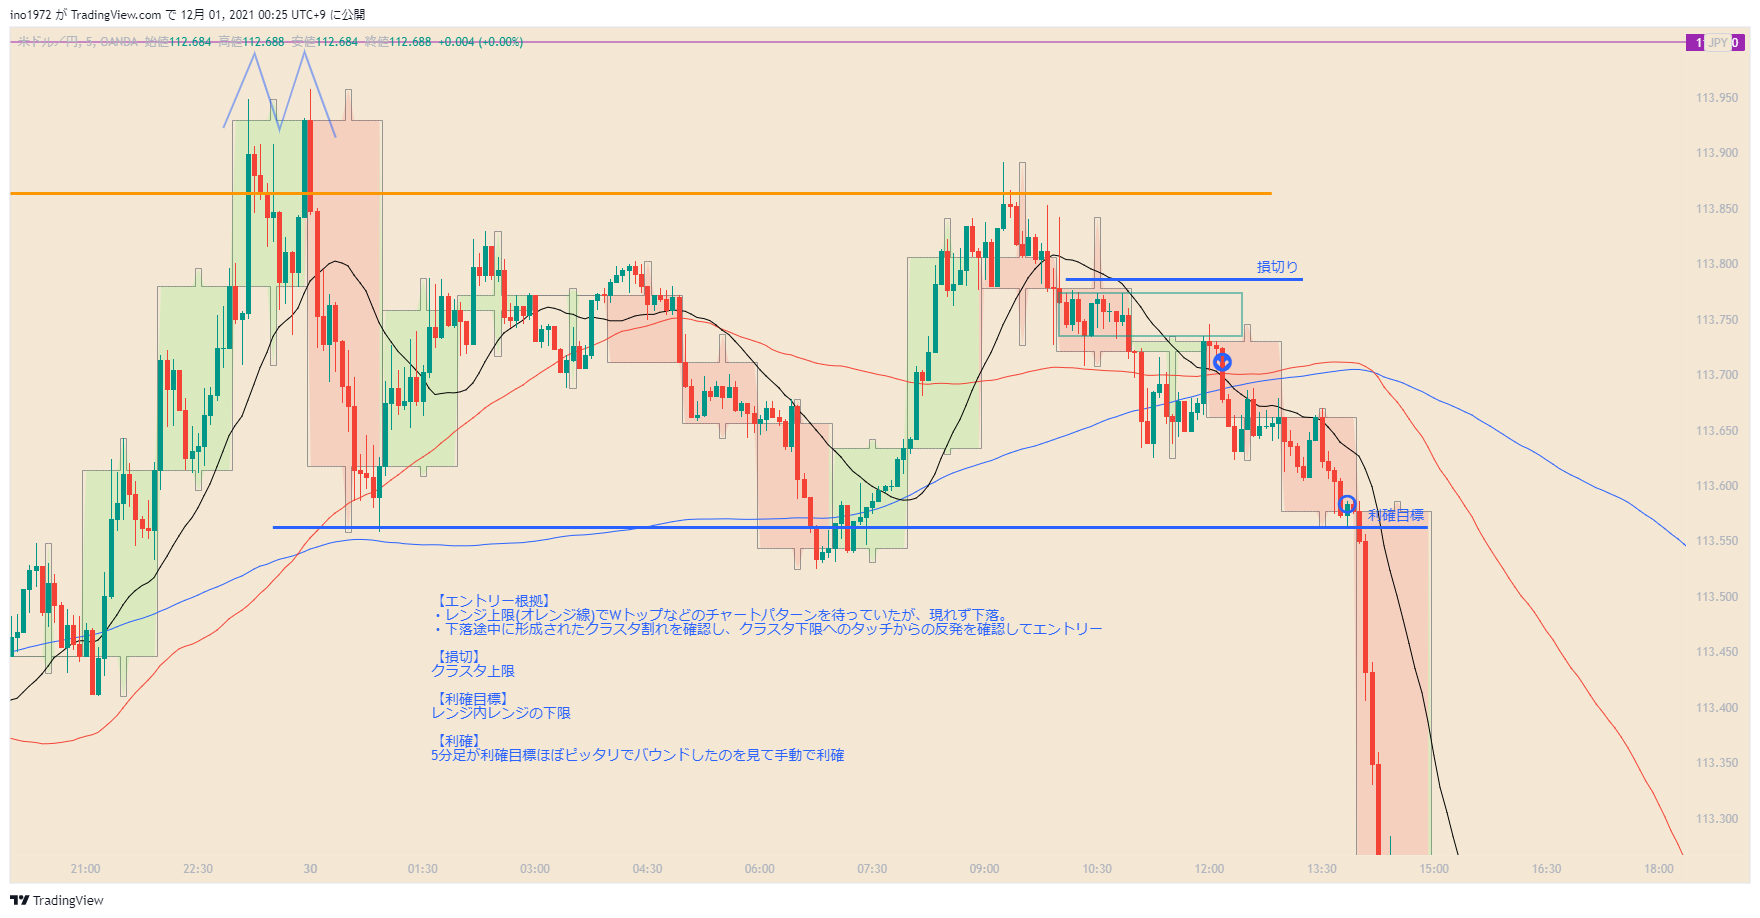 ino1972 が TradingView.com で 12月 01, 2021 00:25 UTC+9 に公開
米ドル／円, 5, OANDA 始値112.684 高値112.688 安値112.684 終値112.688 +0.004 (+0.00%)
JPY
113.950
113.900
113.850
113.800
113.750
113.700
113.650
113.600
113.550
113.500
113.450
113.400
113.350
113.300
損切り
利確目標
【エントリー根拠】
・レンジ上限(オレンジ線)でWトップなどのチャートパターンを待っていたが、現れず下落。
・下落途中に形成されたクラスタ割れを確認し、クラスタ下限へのタッチからの反発を確認してエントリー
【損切】
クラスタ上限
【利確目標】
レンジ内レンジの下限
【利確】
5分足が利確目標ほぼピッタリでバウンドしたのを見て手動で利確
21:00 22:30 30 01:30 03:00 04:30 06:00 07:30 09:00 10:30 12:00 13:30 15:00 16:30 18:00
TradingView